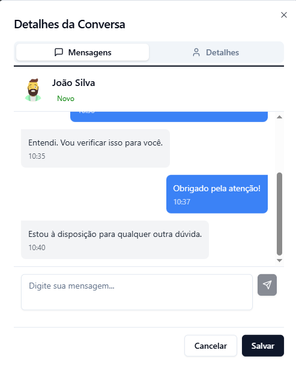 Detalhes da Conversa
Mensagens
Detalhes
João Silva
Novo
Entendi. Vou verificar isso para você.
10:35
Obrigado pela atenção!
10:37
Estou à disposição para qualquer outra dúvida.
10:40
Digite sua mensagem...
Cancelar
Salvar